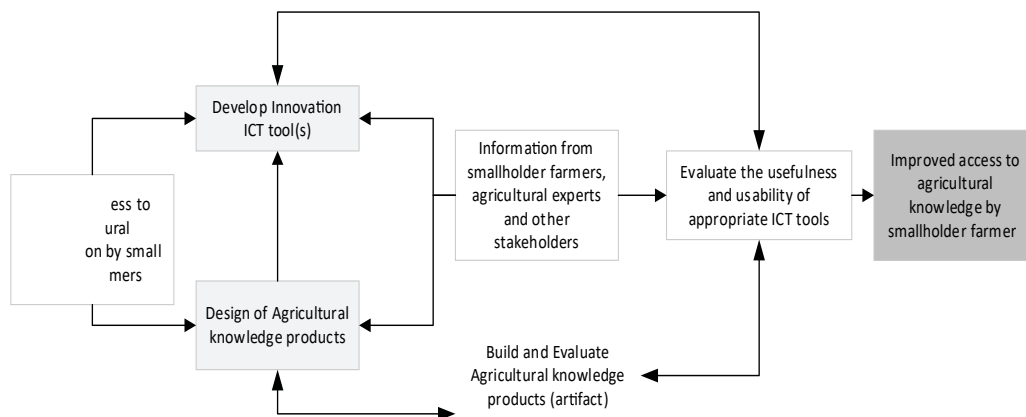 Develop Innovation
ICT tool(s)
ess to
ural
on by small
mers
Design of Agricultural
knowledge products
Information from
smallholder farmers,
agricultural experts
and other
stakeholders
Build and Evaluate
Agricultural knowledge
products (artifact)
Evaluate the usefulness
and usability of
appropriate ICT tools
Improved access to
agricultural
knowledge by
smallholder farmer